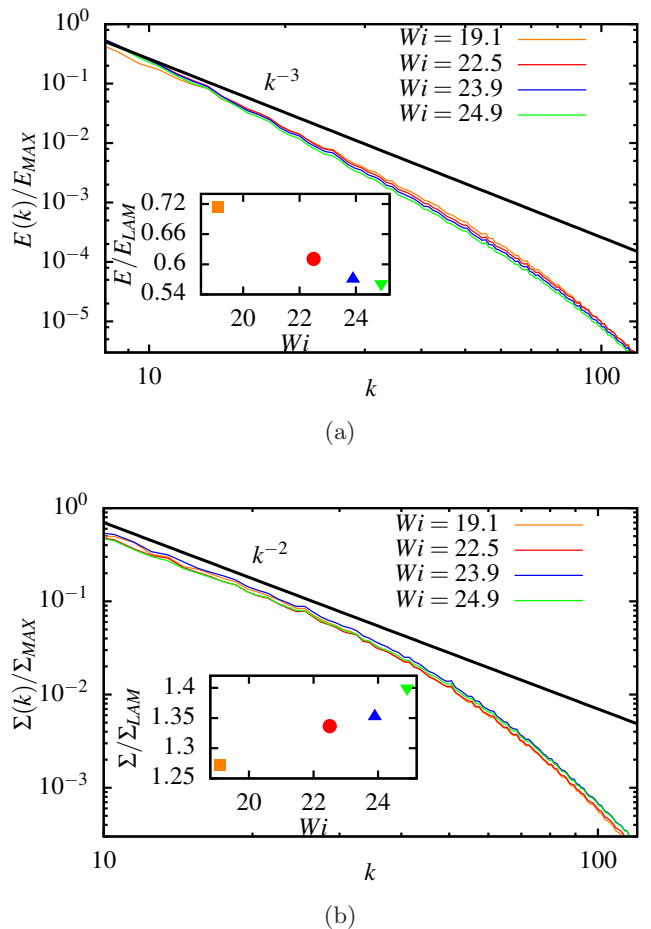 10^0
10^-1
10^-2
10^-3
10^-4
10^-5
E(k)/E_MAX
k^-3
Wi = 19.1
Wi = 22.5
Wi = 23.9
Wi = 24.9
0.72
0.66
0.6
0.54
E/E_LAM
20 22 24
Wi
10 100
k
(a)
10^0
10^-1
10^-2
10^-3
Σ(k)/Σ_MAX
k^-2
Wi = 19.1
Wi = 22.5
Wi = 23.9
Wi = 24.9
1.4
1.35
1.3
1.25
Σ/Σ_LAM
20 22 24
Wi
10 100
k
(b)